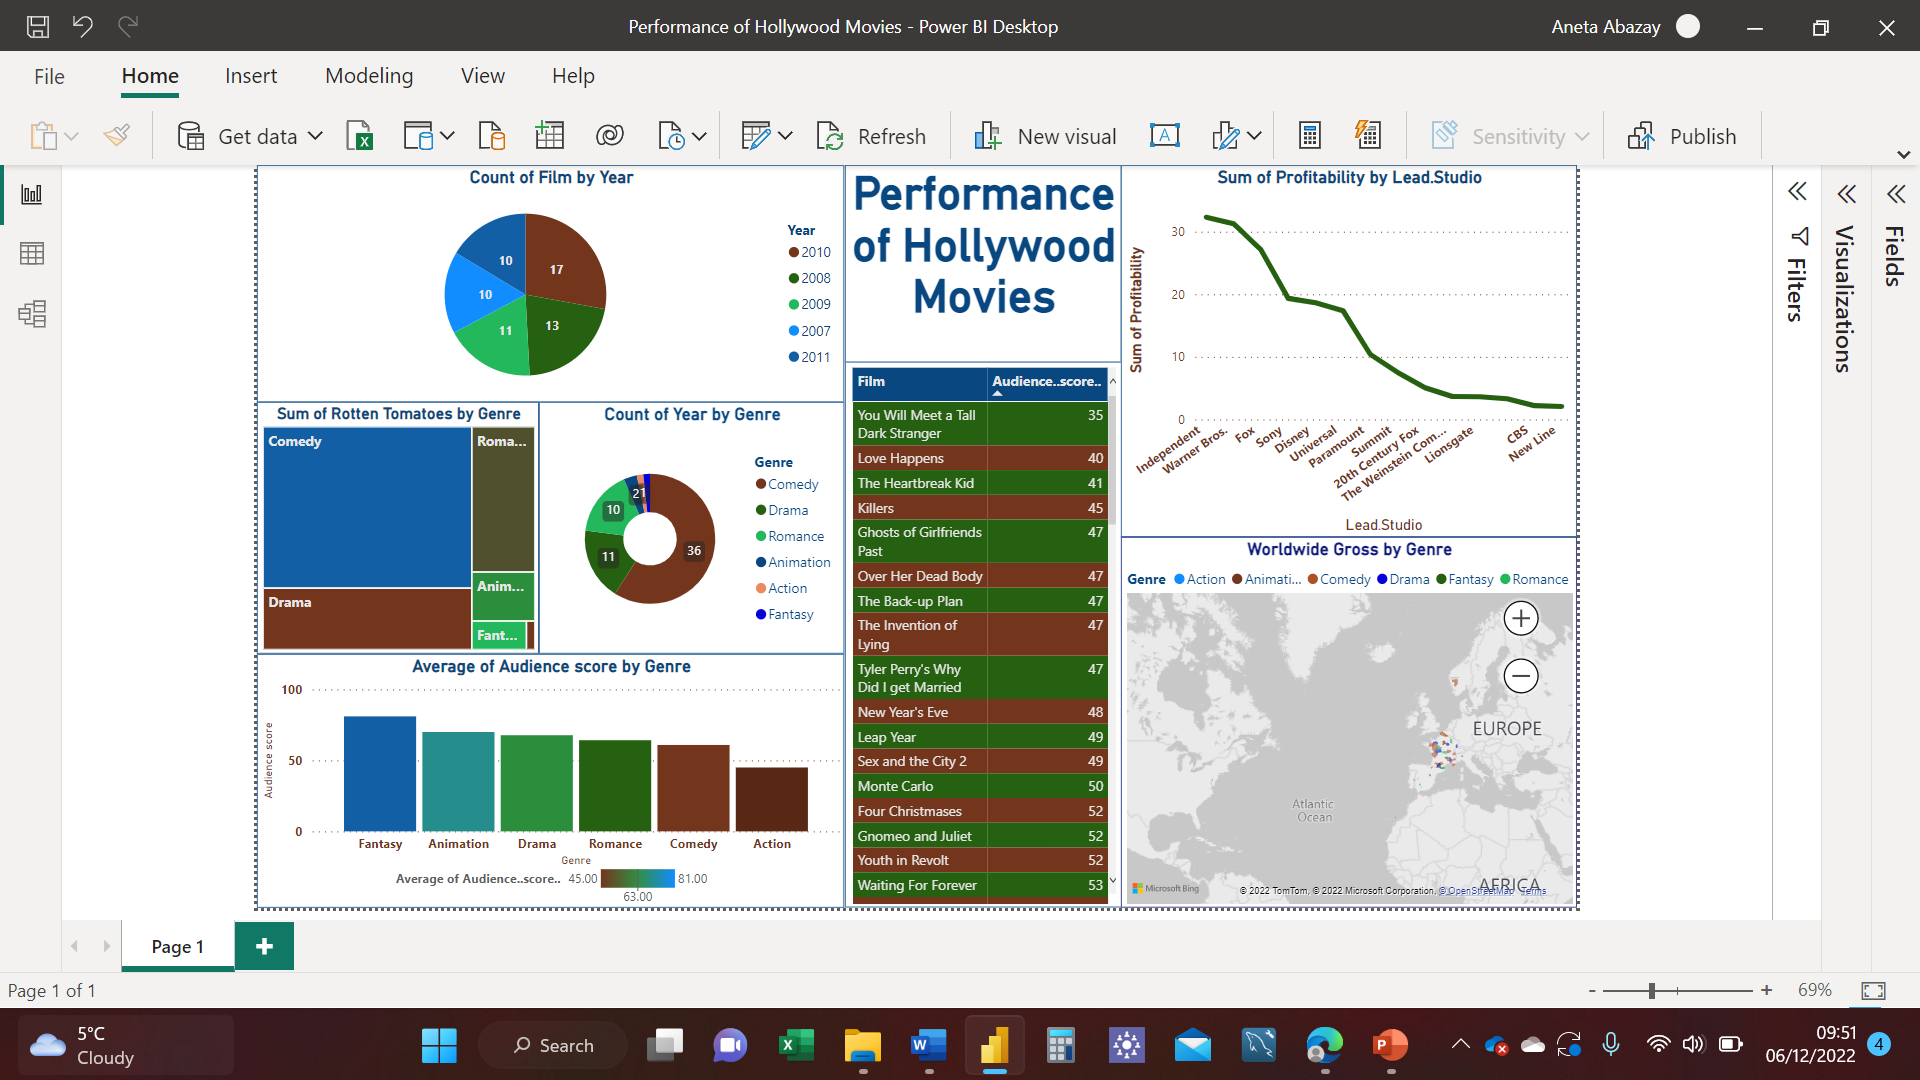 Performance of Hollywood Movies - Power BI Desktop
Aneta Abazay
File
Home
Insert
Modeling
View
Help
Get data
Refresh
New visual
Sensitivity
Publish
Count of Film by Year
17
13
11
10
10
Year
2010
2008
2009
2007
2011
Sum of Rotten Tomatoes by Genre
Comedy
Roma...
Drama
Anim...
Fant...
Count of Year by Genre
36
11
10
21
Genre
Comedy
Drama
Romance
Animation
Action
Fantasy
Average of Audience score by Genre
100
50
0
Audience score
Fantasy
Animation
Drama
Romance
Comedy
Action
Genre
Average of Audience..score.. 45.00 81.00
63.00
Performance
of Hollywood
Movies
Film Audience..score..
You Will Meet a Tall 35
Dark Stranger
Love Happens 40
The Heartbreak Kid 41
Killers 45
Ghosts of Girlfriends 47
Past
Over Her Dead Body 47
The Back-up Plan 47
The Invention of 47
Lying
Tyler Perry's Why 47
Did I get Married
New Year's Eve 48
Leap Year 49
Sex and the City 2 49
Monte Carlo 50
Four Christmases 52
Gnomeo and Juliet 52
Youth in Revolt 52
Waiting For Forever 53
Sum of Profitability by Lead.Studio
Sum of Profitability
30
20
10
0
Independent
Warner Bros.
Fox
Sony
Disney
Universal
Paramount
Summit
20th Century Fox
The Weinstein Com...
Lionsgate
CBS
New Line
Lead.Studio
Worldwide Gross by Genre
Genre Action Animati... Comedy Drama Fantasy Romance
EUROPE
Atlantic
Ocean
AFRICA
Microsoft Bing
© 2022 TomTom, © 2022 Microsoft Corporation, © OpenStreetMap Terms
Filters
Visualizations
Fields
Page 1
Page 1 of 1
69%
5°C
Cloudy
Search
09:51
06/12/2022
4